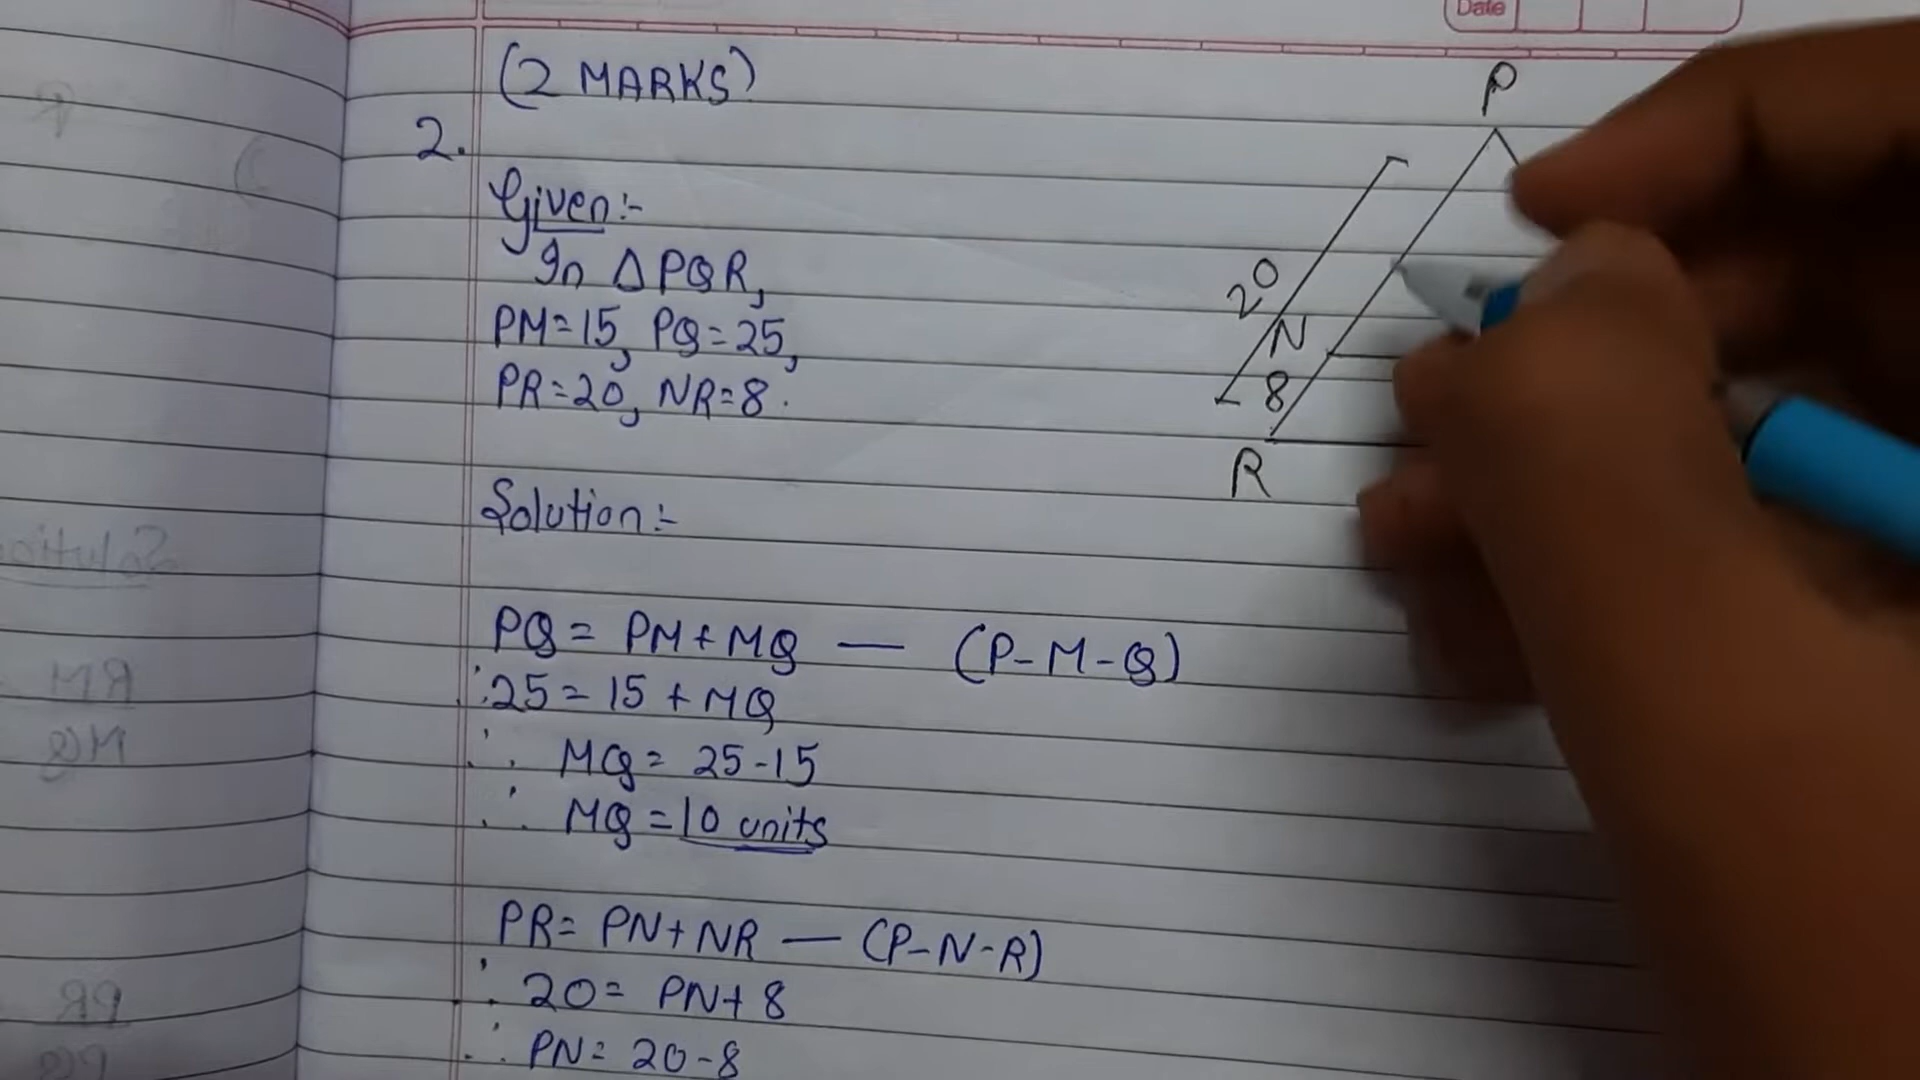 Date
(2 MARKS)
2.
Given:-
In △PQR,
PM=15, PQ=25,
PR=20, NR=8.
Solution:-
PQ = PM+MQ — (P-M-Q)
∴ 25 = 15 + MQ
∴ MQ = 25-15
∴ MQ = 10 units
PR= PN+NR — (P-N-R)
∴ 20= PN+8
∴ PN= 20-8
P
20
N
8
R